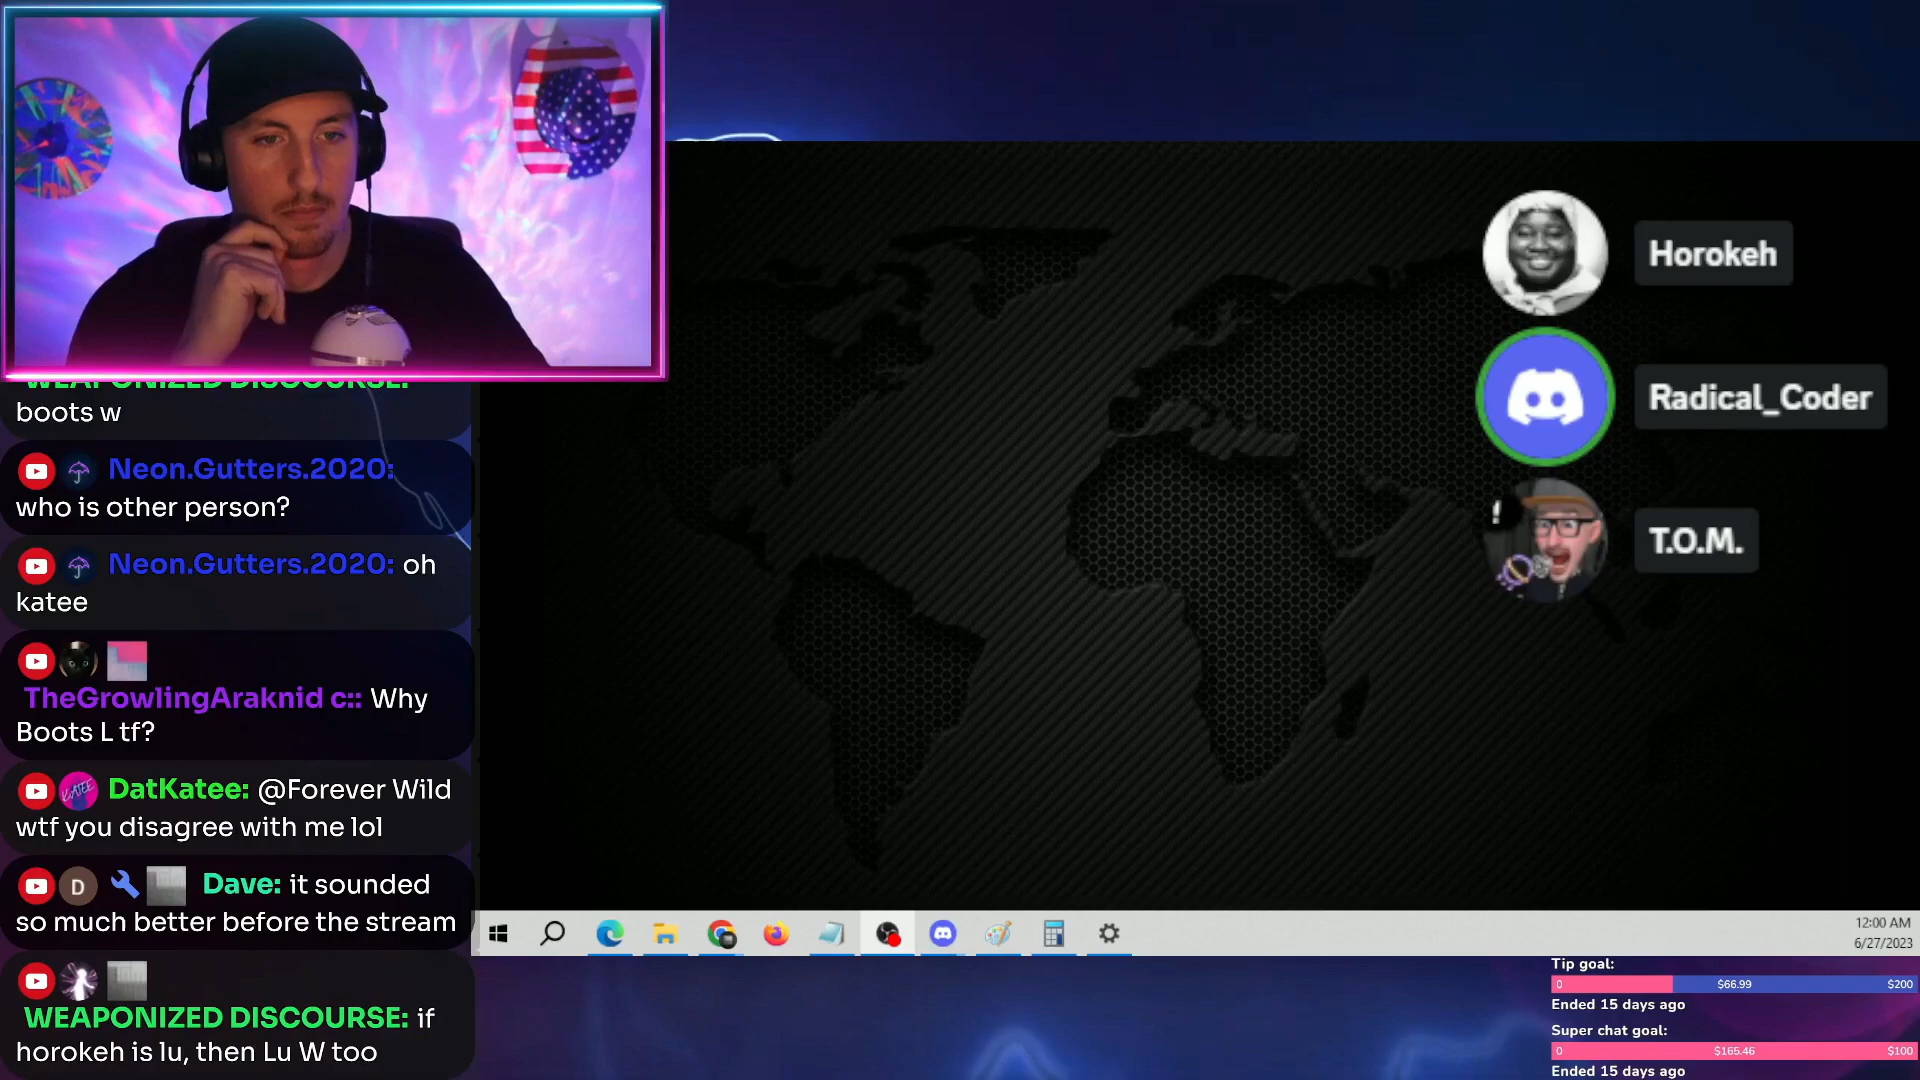 WEAPONIZED DISCOURSE:
boots w
Neon.Gutters.2020:
who is other person?
Neon.Gutters.2020: oh
katee
TheGrowlingAraknid c:: Why
Boots L tf?
KATEE
DatKatee: @Forever Wild
wtf you disagree with me lol
D
Dave: it sounded
so much better before the stream
WEAPONIZED DISCOURSE: if
horokeh is lu, then Lu W too
Horokeh
Radical_Coder
!
T.O.M.
12:00 AM
6/27/2023
Tip goal:
0 $66.99 $200
Ended 15 days ago
Super chat goal:
0 $165.46 $100
Ended 15 days ago